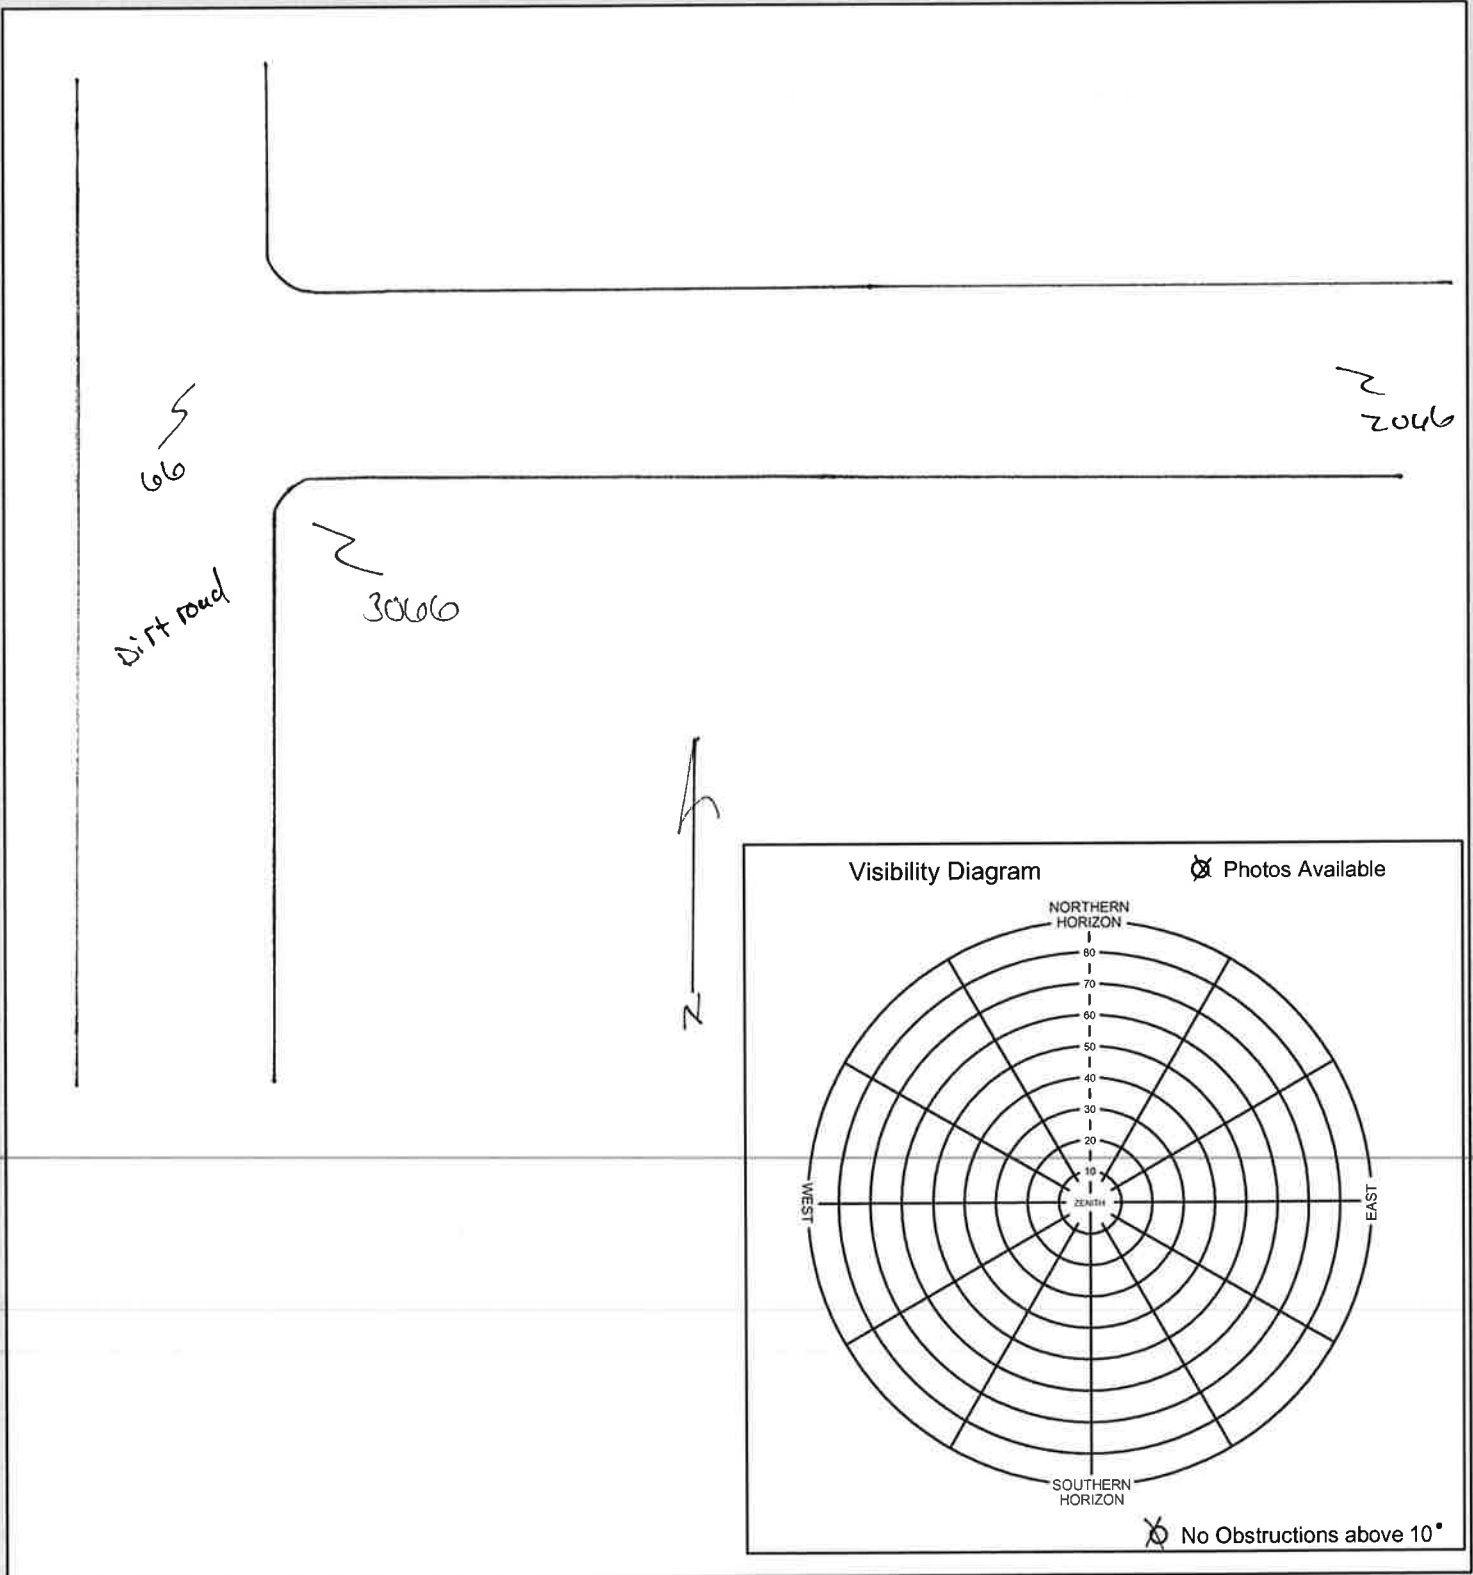 66
2046
3066
Dirt road
N
Visibility Diagram
Photos Available
NORTHERN
HORIZON
80
70
60
50
40
30
20
10
ZENITH
WEST
EAST
SOUTHERN
HORIZON
No Obstructions above 10°